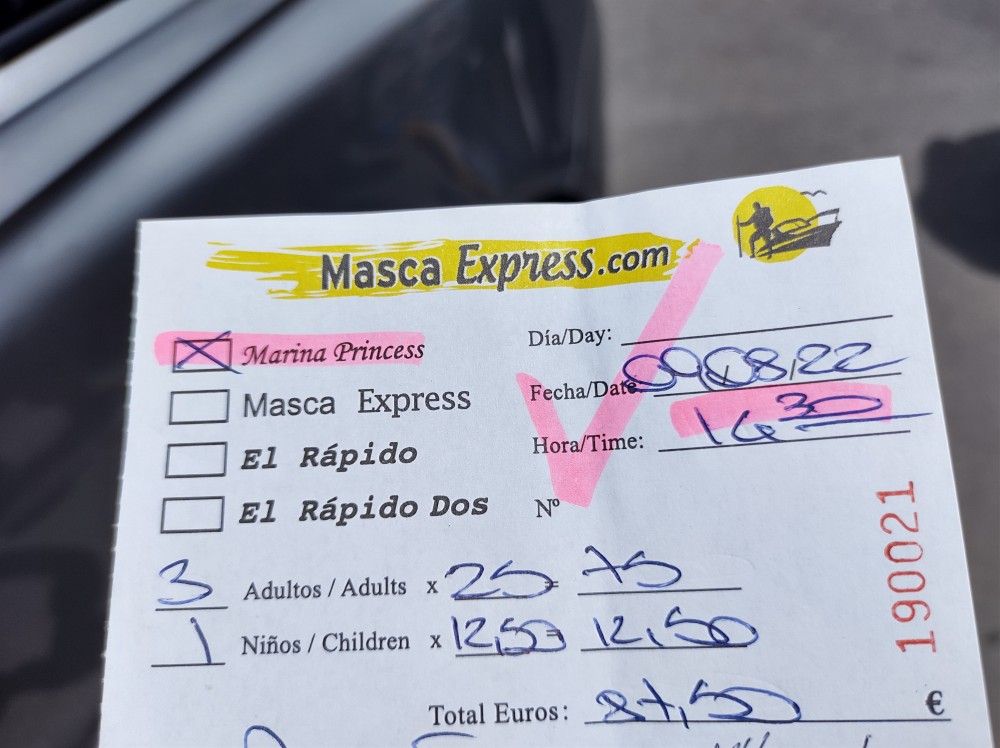 Masca Express.com
Marina Princess
Masca Express
El Rápido
El Rápido Dos
Día/Day:
Fecha/Date: 09,08,22
Hora/Time: 14 30
Nº
190021
3 Adultos / Adults x 25 = 75
1 Niños / Children x 12,50 = 12,50
Total Euros: 87,50 €